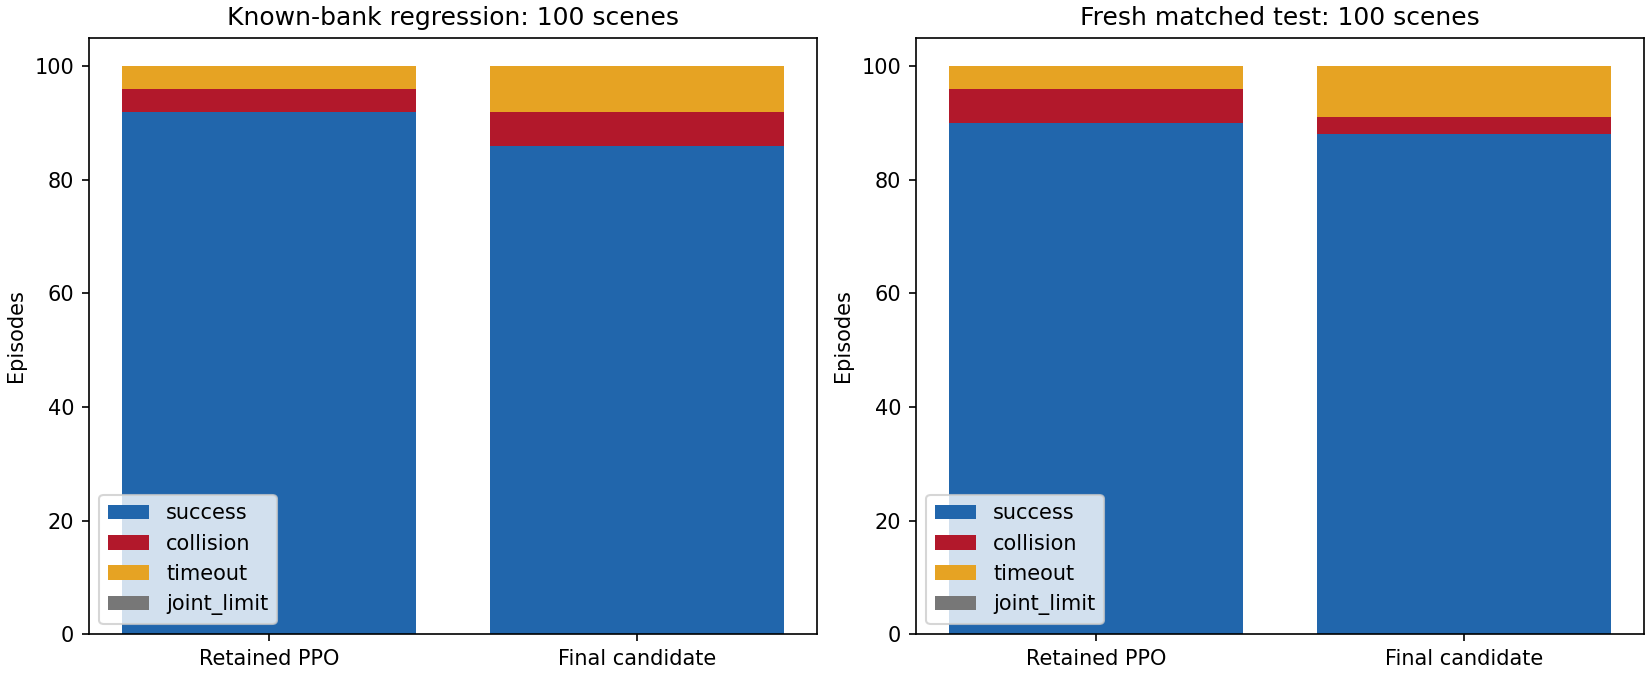 Known-bank regression: 100 scenes
Episodes
100
80
60
40
20
0
success
collision
timeout
joint_limit
Retained PPO
Final candidate
Fresh matched test: 100 scenes
Episodes
100
80
60
40
20
0
success
collision
timeout
joint_limit
Retained PPO
Final candidate